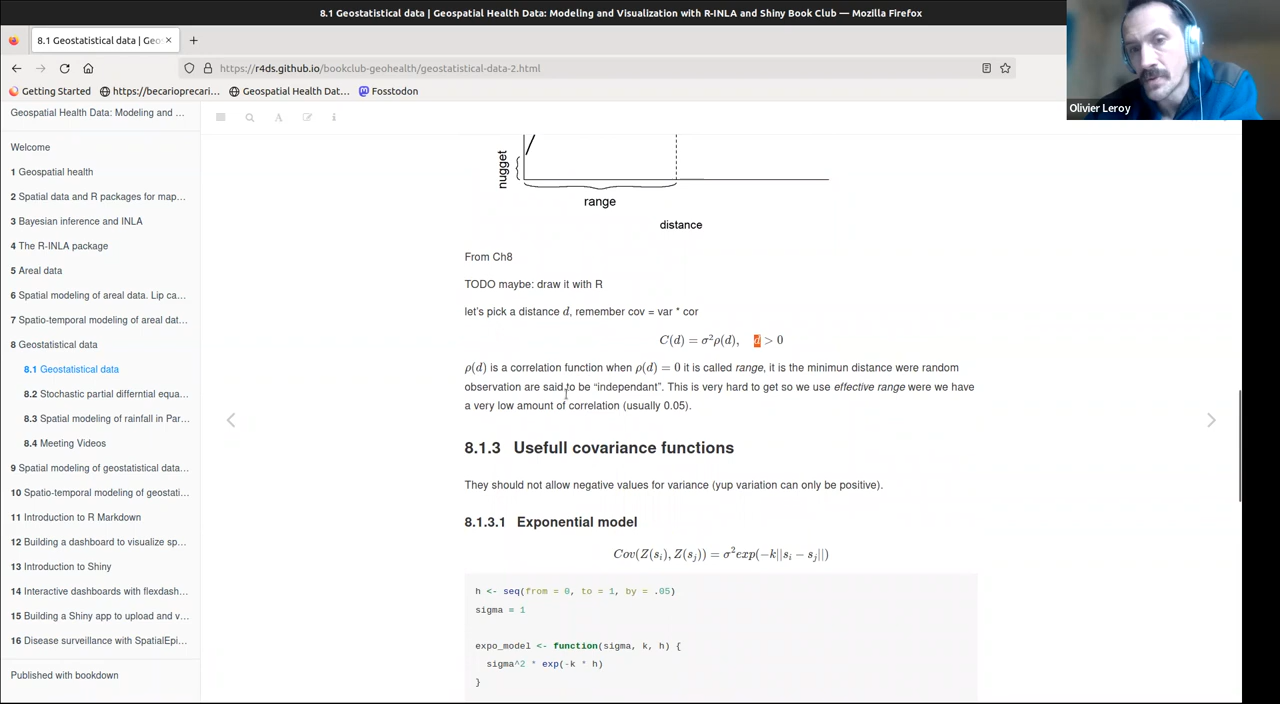 8.1 Geostatistical data | Geospatial Health Data: Modeling and Visualization with R-INLA and Shiny Book Club — Mozilla Firefox
8.1 Geostatistical data | Geo
https://r4ds.github.io/bookclub-geohealth/geostatistical-data-2.html
Getting Started
https://becarioprecari…
Geospatial Health Dat…
Fosstodon
Olivier Leroy
Geospatial Health Data: Modeling and …
Welcome
1 Geospatial health
2 Spatial data and R packages for map…
3 Bayesian inference and INLA
4 The R-INLA package
5 Areal data
6 Spatial modeling of areal data. Lip ca…
7 Spatio-temporal modeling of areal dat…
8 Geostatistical data
8.1 Geostatistical data
8.2 Stochastic partial differntial equa…
8.3 Spatial modeling of rainfall in Par…
8.4 Meeting Videos
9 Spatial modeling of geostatistical data…
10 Spatio-temporal modeling of geostati…
11 Introduction to R Markdown
12 Building a dashboard to visualize sp…
13 Introduction to Shiny
14 Interactive dashboards with flexdash…
15 Building a Shiny app to upload and v…
16 Disease surveillance with SpatialEpi…
Published with bookdown
nugget
range
distance
From Ch8
TODO maybe: draw it with R
let's pick a distance d, remember cov = var * cor
C(d) = σ²ρ(d), d > 0
ρ(d) is a correlation function when ρ(d) = 0 it is called range, it is the minimun distance were random
observation are said to be “independant”. This is very hard to get so we use effective range were we have
a very low amount of correlation (usually 0.05).
8.1.3 Usefull covariance functions
They should not allow negative values for variance (yup variation can only be positive).
8.1.3.1 Exponential model
Cov(Z(sᵢ), Z(sⱼ)) = σ²exp(−k||sᵢ − sⱼ||)
h <- seq(from = 0, to = 1, by = .05)
sigma = 1
expo_model <- function(sigma, k, h) {
sigma^2 * exp(-k * h)
}